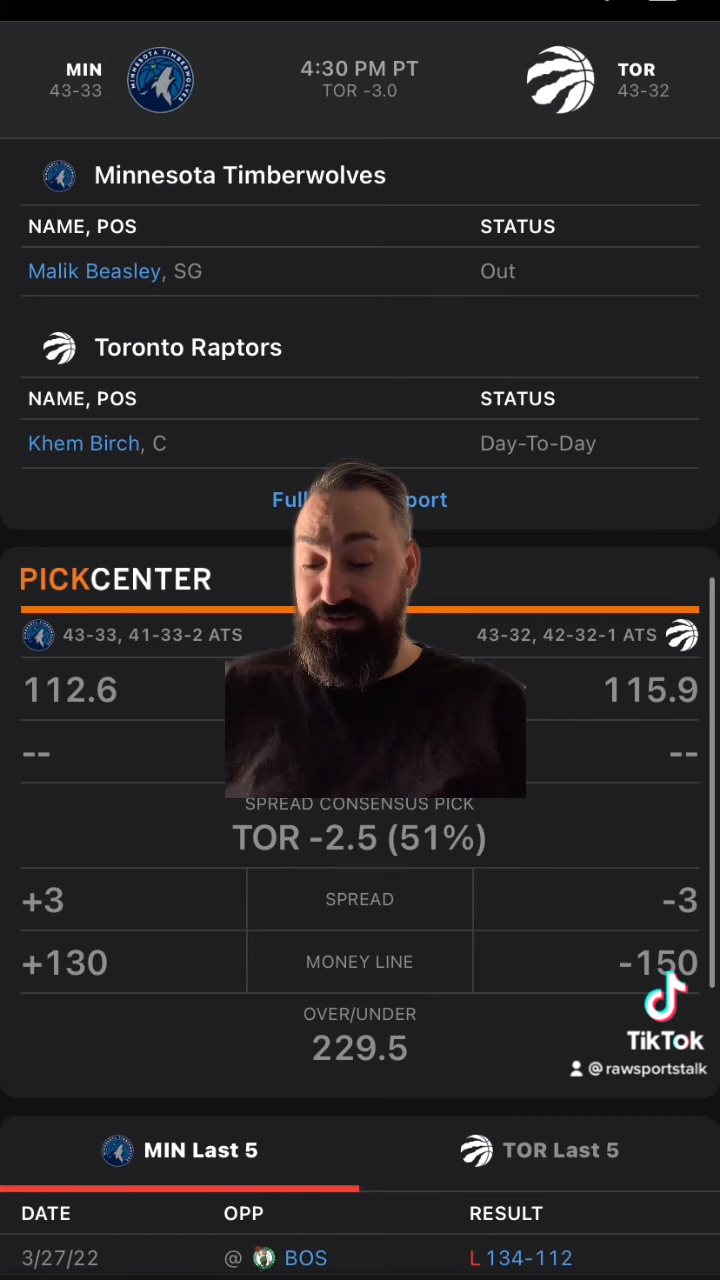 MIN 4:30 PM PT TOR
43-33 TOR -3.0 43-32
Minnesota Timberwolves
NAME, POS STATUS
Malik Beasley, SG Out
Toronto Raptors
NAME, POS STATUS
Khem Birch, C Day-To-Day
Full port
PICKCENTER
43-33, 41-33-2 ATS 43-32, 42-32-1 ATS
112.6 115.9
-- --
SPREAD CONSENSUS PICK
TOR -2.5 (51%)
+3 SPREAD -3
+130 MONEY LINE -150
OVER/UNDER
229.5
TikTok
@rawsportstalk
MIN Last 5 TOR Last 5
DATE OPP RESULT
3/27/22 @ BOS L 134-112